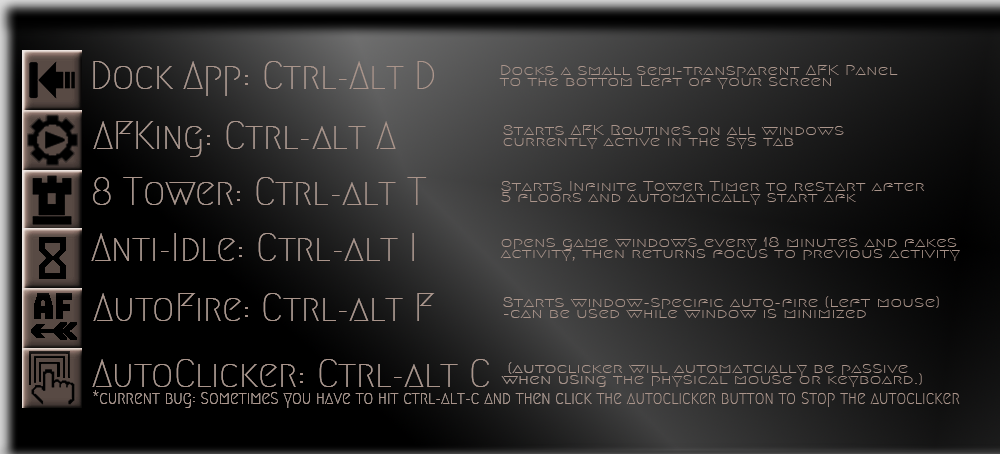 Dock App: Ctrl-Alt D
Docks a small semi-transparent AFK Panel
to the bottom Left of your screen
AFKing: Ctrl-alt A
Starts AFK Routines on all windows
currently active in the sys tab
8 Tower: Ctrl-alt T
Starts Infinite Tower Timer to restart after
5 floors and automatically start afk
Anti-Idle: Ctrl-alt I
opens game windows every 18 minutes and fakes
activity, then returns focus to previous activity
AF
AutoFire: Ctrl-alt F
Starts window-specific auto-fire (left mouse)
-can be used while window is minimized
AutoClicker: Ctrl-alt C
(autoclicker will automatcially be passive
when using the physical mouse or keyboard.)
*current bug: sometimes you have to hit ctrl-alt-c and then click the autoclicker button to stop the autoclicker